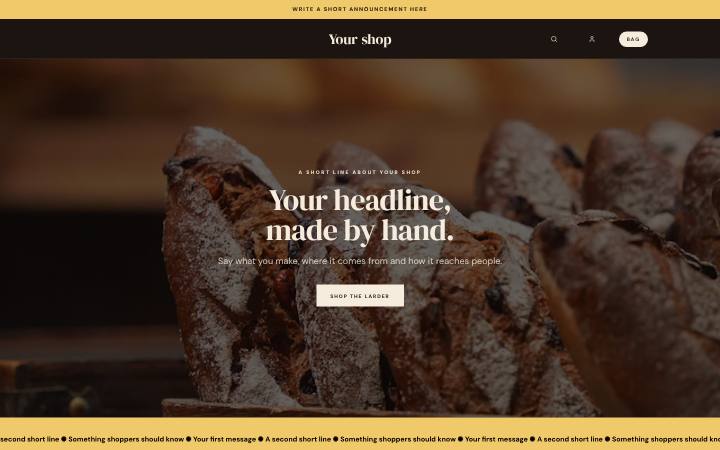 WRITE A SHORT ANNOUNCEMENT HERE
Your shop
BAG
A SHORT LINE ABOUT YOUR SHOP
Your headline,
made by hand.
Say what you make, where it comes from and how it reaches people.
SHOP THE LARDER
second short line ✹ Something shoppers should know ✹ Your first message ✹ A second short line ✹ Something shoppers should know ✹ Your first message ✹ A second short line ✹ Something shoppers should kno